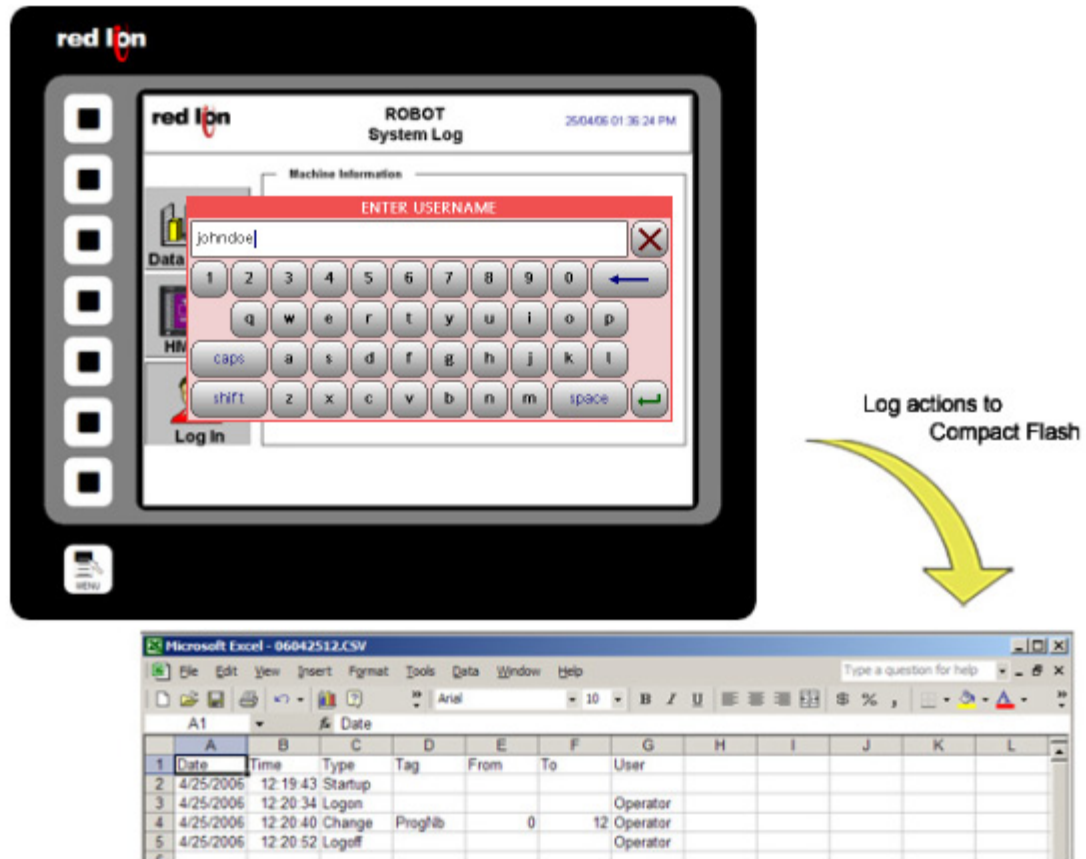 red lion
red lion
ROBOT
System Log
25/04/06 01:36:24 PM
Machine Information
ENTER USERNAME
johndoe
Data
1 2 3 4 5 6 7 8 9 0
q w e r t y u i o p
HM
caps a s d f g h j k l
shift z x c v b n m space
Log In
MENU
Log actions to
Compact Flash
Microsoft Excel - 06042512.CSV
File Edit View Insert Format Tools Data Window Help
Type a question for help
Arial 10 B I U $ % ,
A1 fx Date
A B C D E F G H I J K L
1 Date Time Type Tag From To User
2 4/25/2006 12:19:43 Startup
3 4/25/2006 12:20:34 Logon Operator
4 4/25/2006 12:20:40 Change ProgNb 0 12 Operator
5 4/25/2006 12:20:52 Logoff Operator